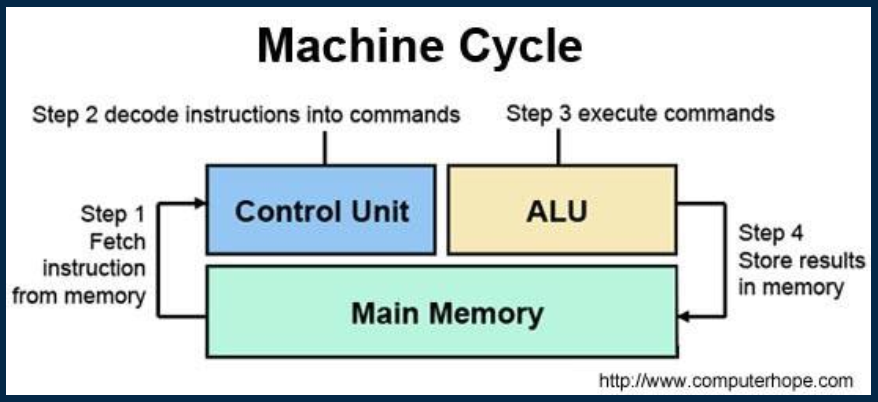 Machine Cycle
Step 2 decode instructions into commands
Step 3 execute commands
Step 1
Fetch
instruction
from memory
Control Unit
ALU
Step 4
Store results
in memory
Main Memory
http://www.computerhope.com